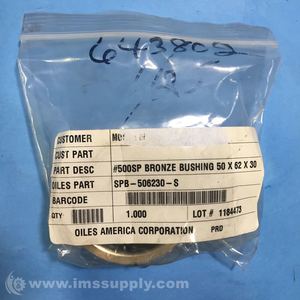 643802
CUSTOMER
CUST PART
PART DESC #500SP BRONZE BUSHING 50 X 62 X 30
OILES PART SPB-506230-S
BARCODE
QTY 1.000 LOT # 1184473
OILES AMERICA CORPORATION PRD
www.imssupply.com